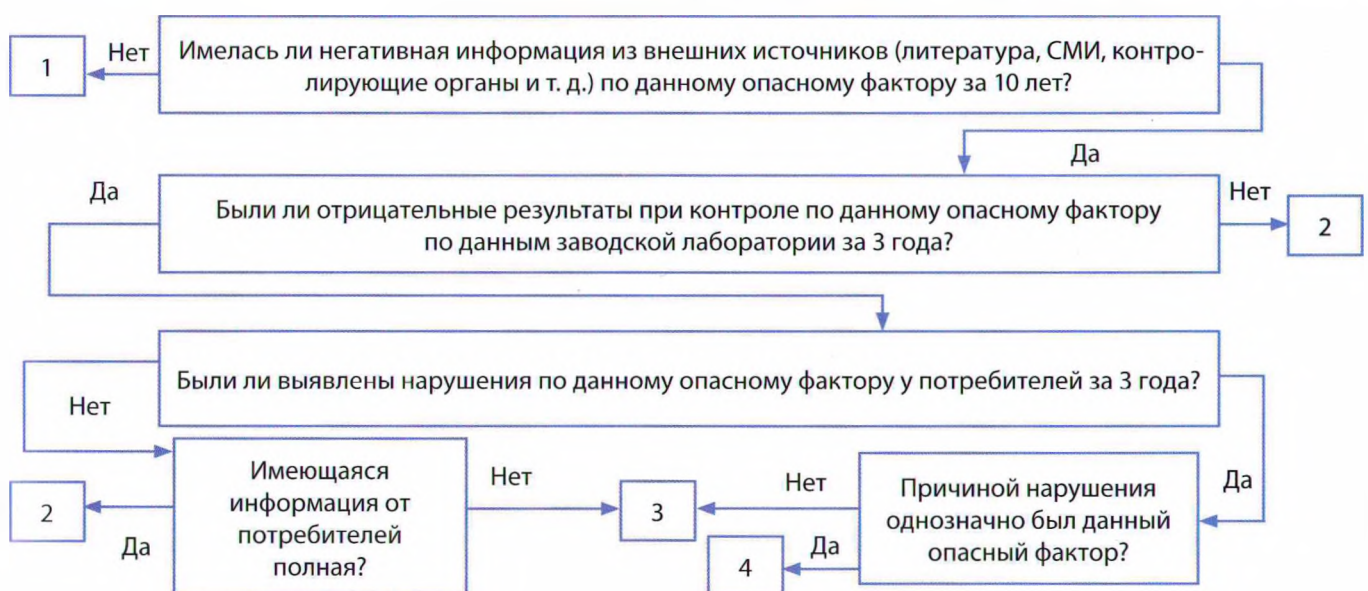 Нет
1
Имелась ли негативная информация из внешних источников (литература, СМИ, контро-
лирующие органы и т. д.) по данному опасному фактору за 10 лет?
Да
Да
Были ли отрицательные результаты при контроле по данному опасному фактору
по данным заводской лаборатории за 3 года?
Нет
2
Были ли выявлены нарушения по данному опасному фактору у потребителей за 3 года?
Нет
Да
Имеющаяся
информация от
потребителей
полная?
2
Да
Нет
3
Нет
Причиной нарушения
однозначно был данный
опасный фактор?
Да
4